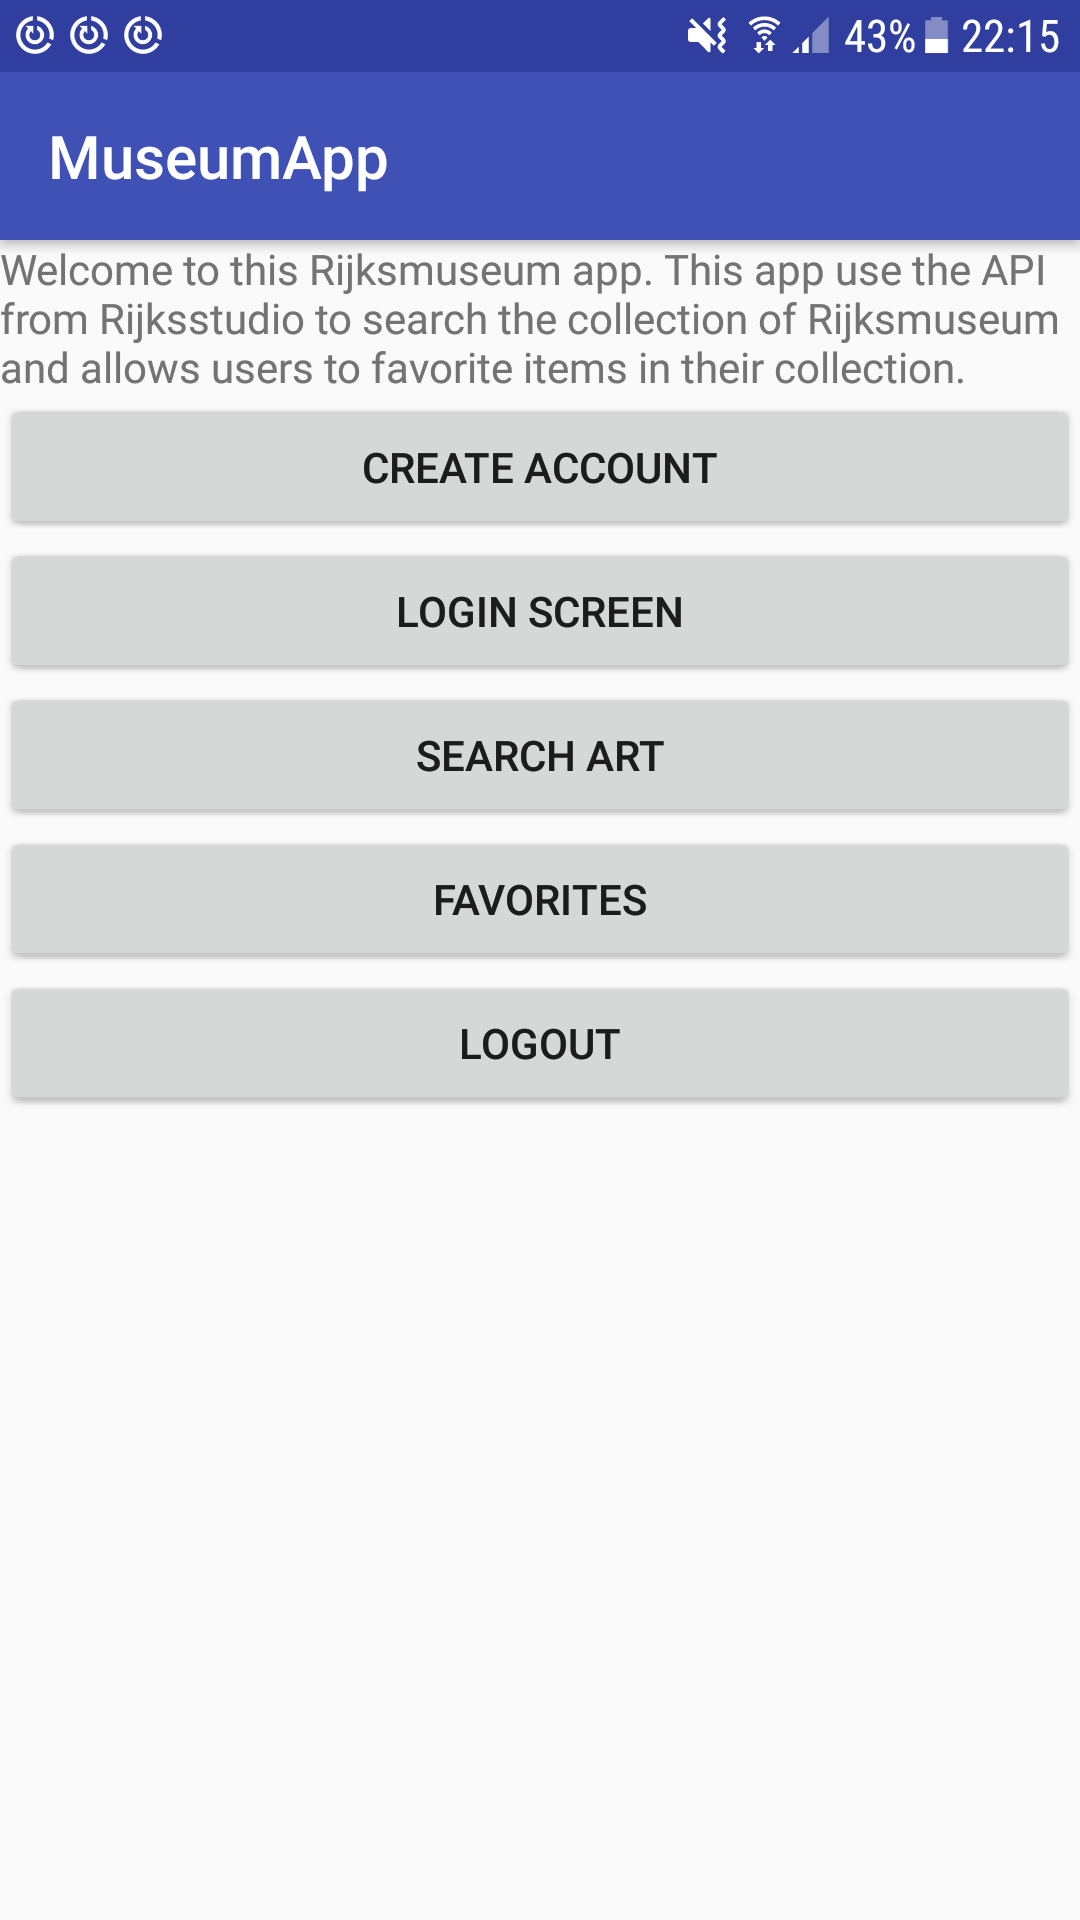 43% 22:15
MuseumApp
Welcome to this Rijksmuseum app. This app use the API
from Rijksstudio to search the collection of Rijksmuseum
and allows users to favorite items in their collection.
CREATE ACCOUNT
LOGIN SCREEN
SEARCH ART
FAVORITES
LOGOUT